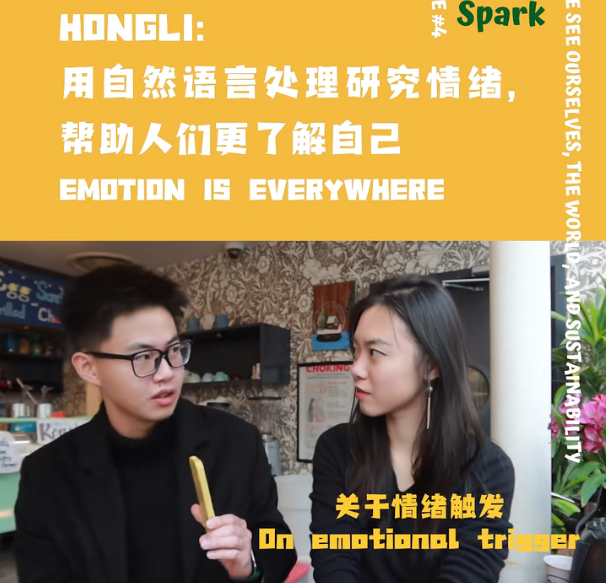 E #4
Spark
HONGLI:
用自然语言处理研究情绪,
帮助人们更了解自己
EMOTION IS EVERYWHERE
E SEE OURSELVES, THE WORLD, AND SUSTAINABILITY
Egg
CHOKING
关于情绪触发
On emotional trigger